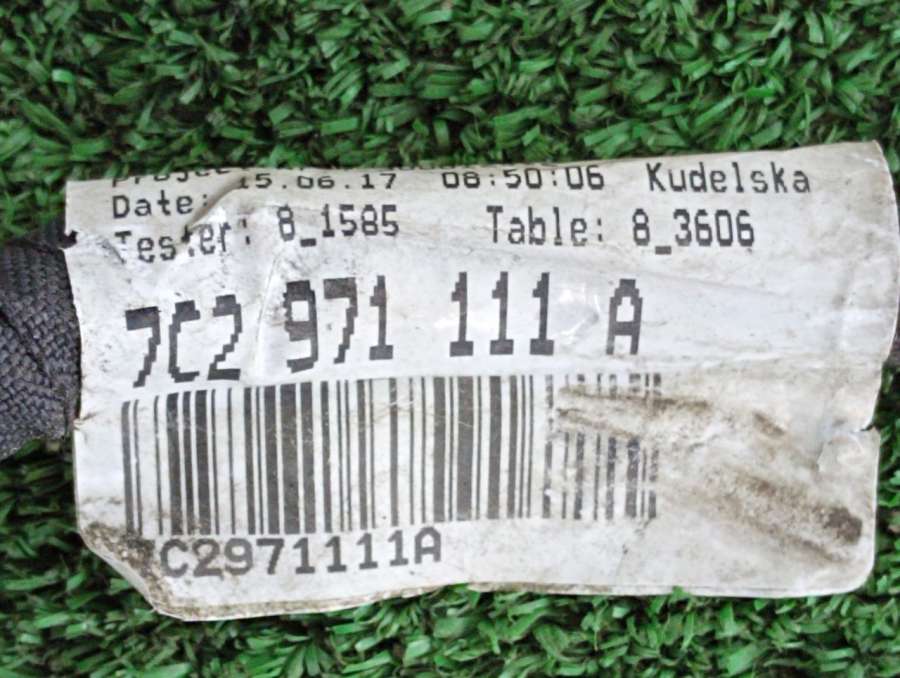 15.06.17 08:50:06 Kudelska
Date:
Tester: 8_1585 Table: 8_3606
7C2 971 111 A
C2971111A